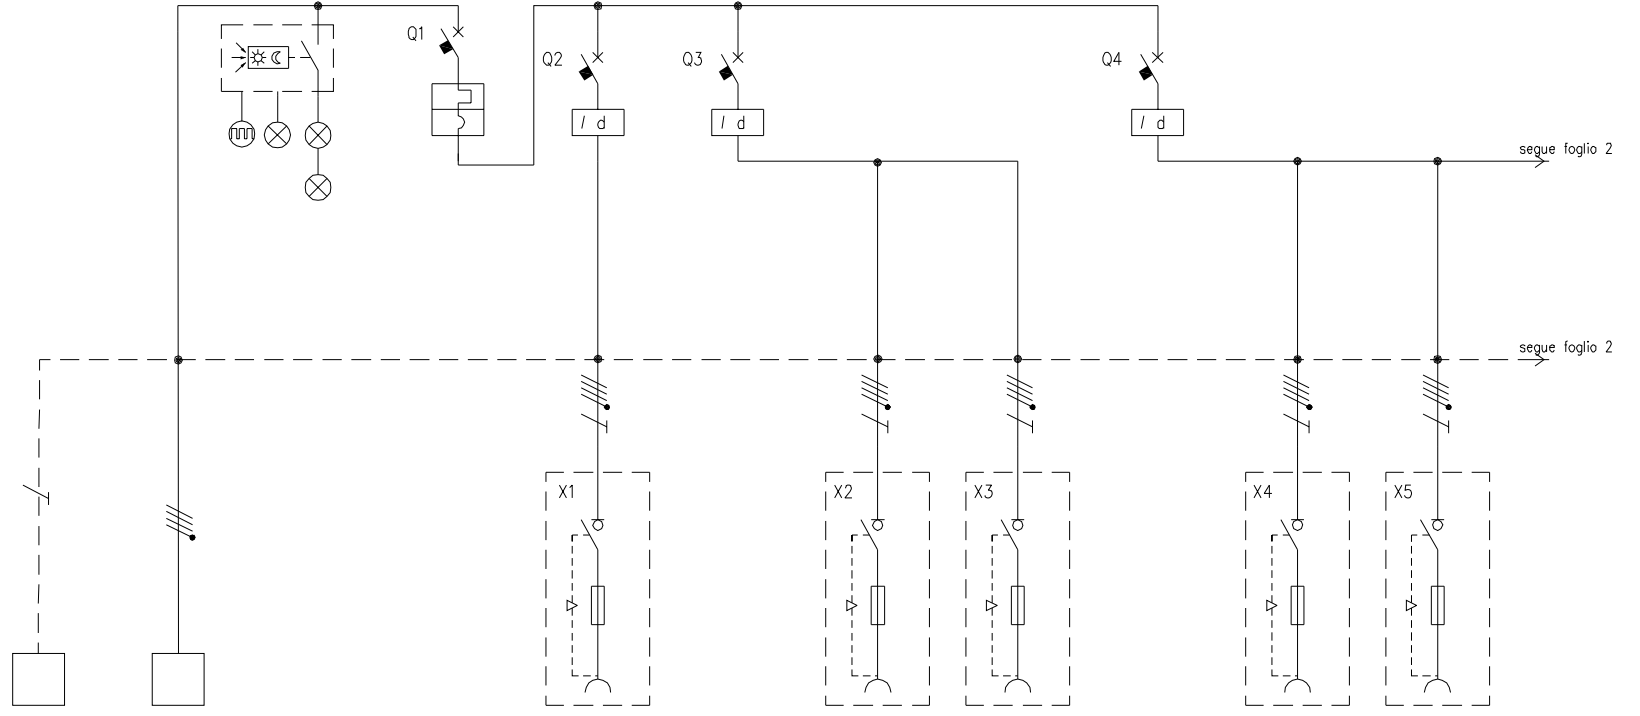 Q1
Q2
Q3
Q4
I d
I d
I d
segue foglio 2
segue foglio 2
X1
X2
X3
X4
X5